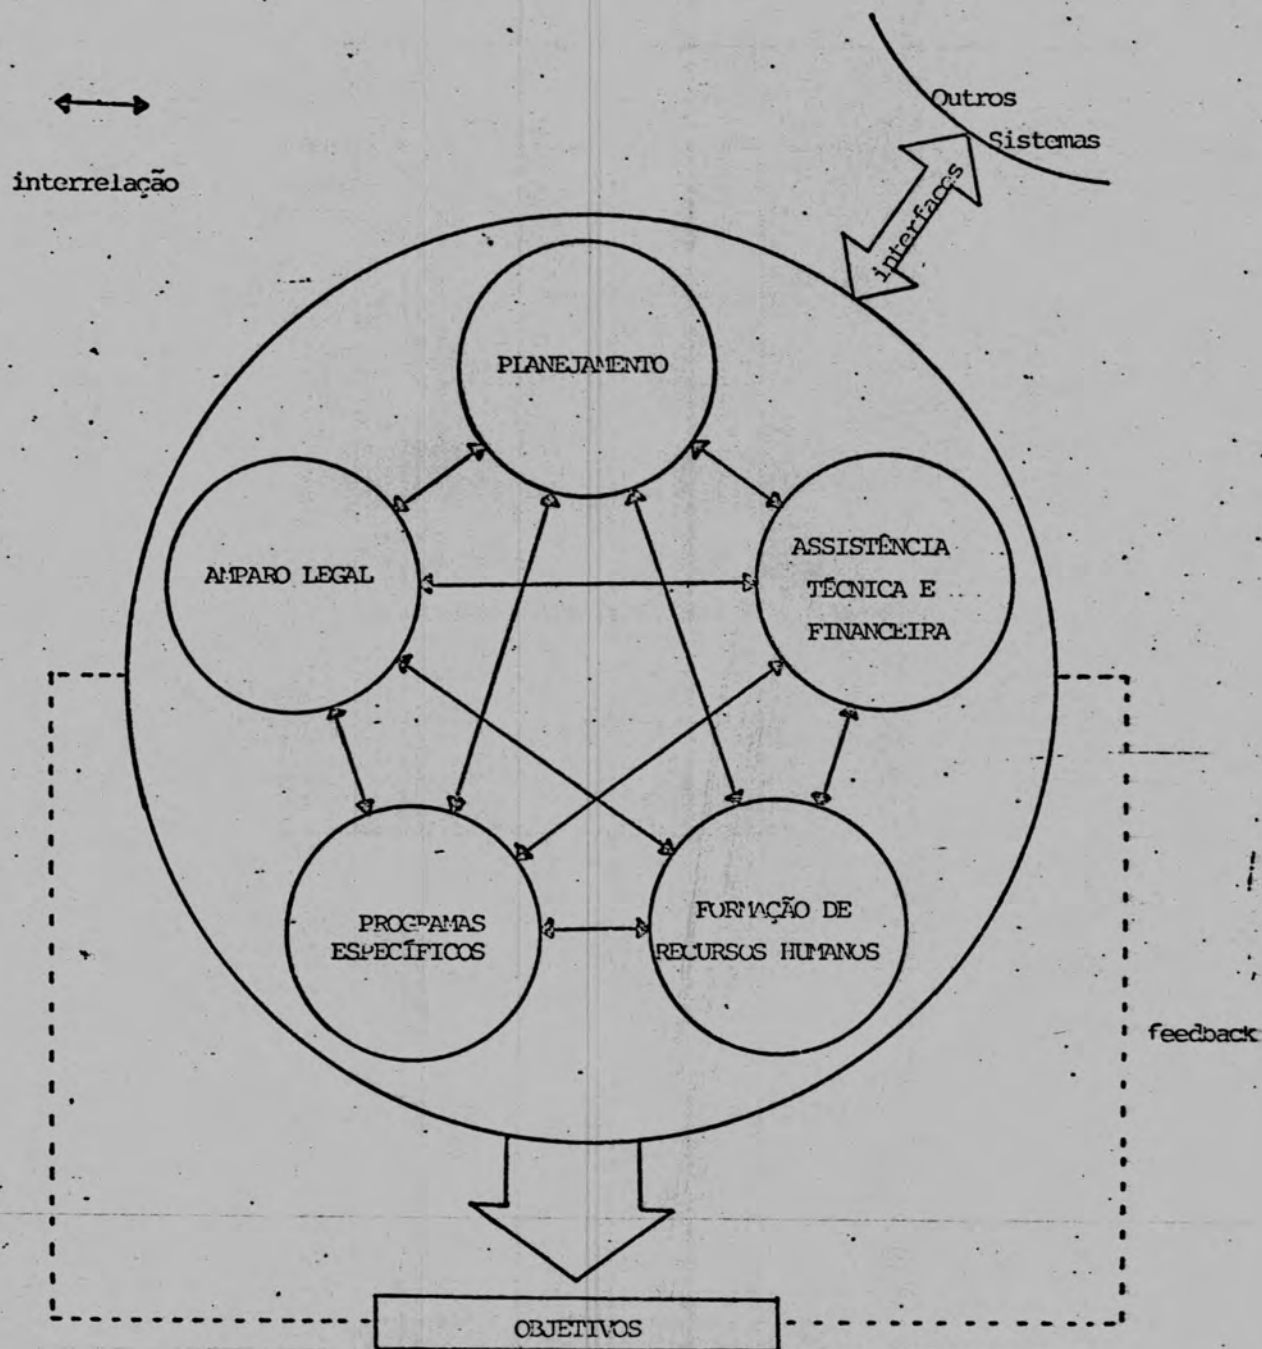 Outros
Sistemas
interrelação
interfaces
PLANEJAMENTO
AMPARO LEGAL
ASSISTÊNCIA
TÉCNICA E
FINANCEIRA
PROGRAMAS
ESPECÍFICOS
FORMAÇÃO DE
RECURSOS HUMANOS
feedback
OBJETIVOS